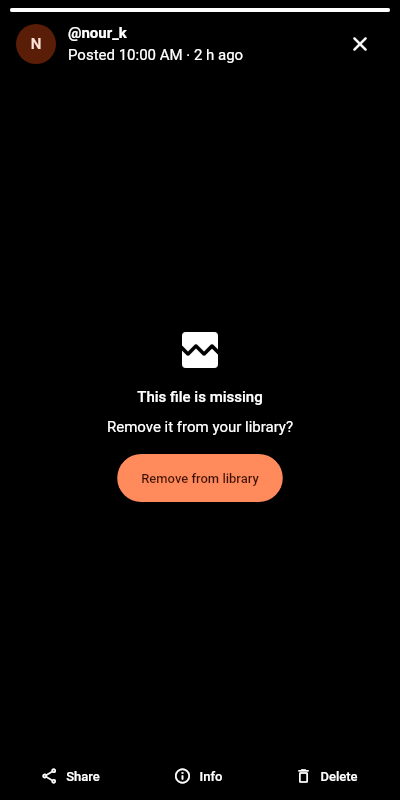 N
@nour_k
Posted 10:00 AM · 2 h ago
This file is missing
Remove it from your library?
Remove from library
Share
Info
Delete